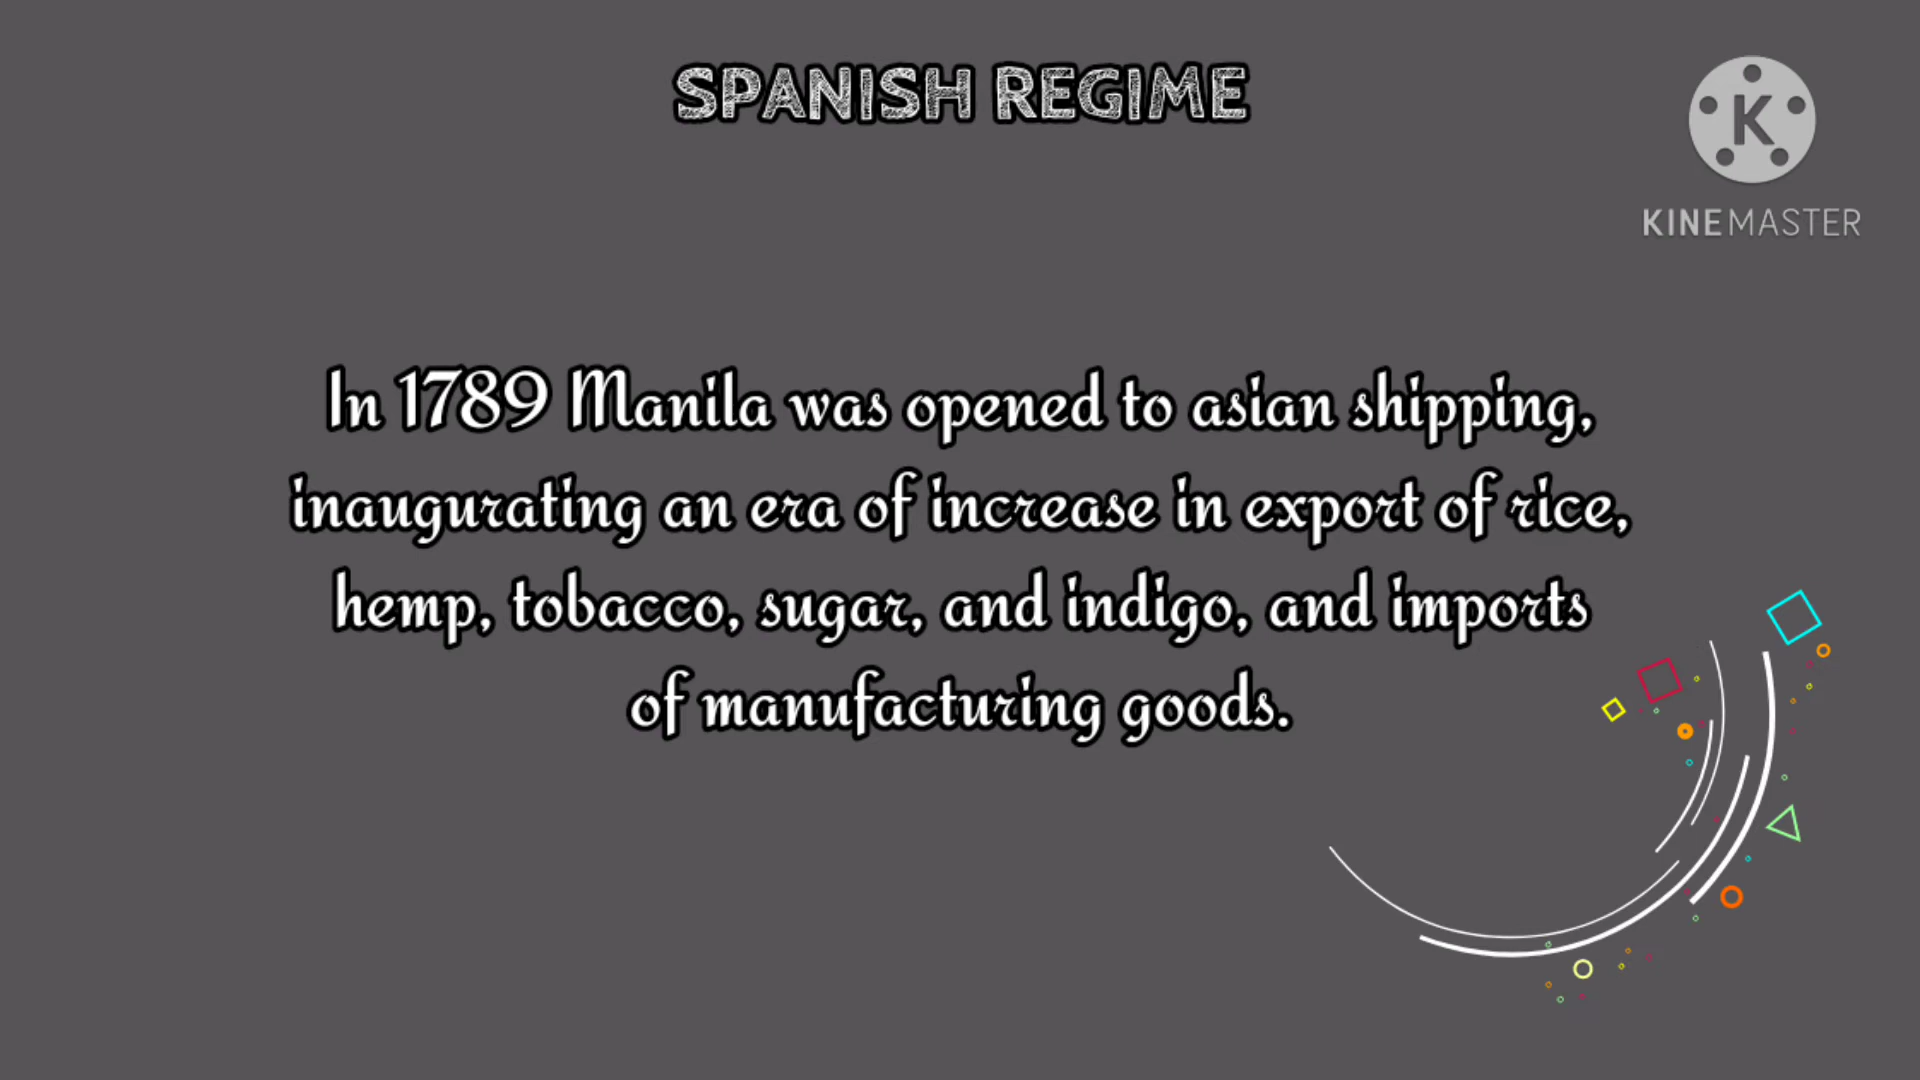 SPANISH REGIME
K
KINEMASTER
In 1789 Manila was opened to asian shipping,
inaugurating an era of increase in export of rice,
hemp, tobacco, sugar, and indigo, and imports
of manufacturing goods.